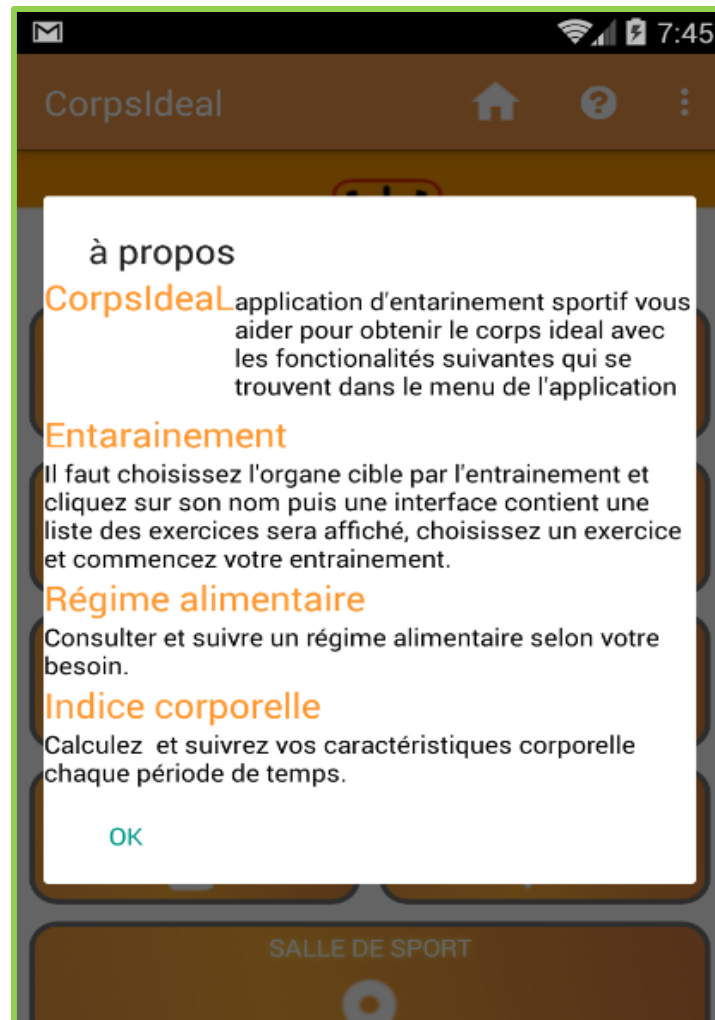 7:45
CorpsIdeal
à propos
CorpsIdeaL application d'entarinement sportif vous
aider pour obtenir le corps ideal avec
les fonctionalités suivantes qui se
trouvent dans le menu de l'application
Entarainement
Il faut choisissez l'organe cible par l'entrainement et
cliquez sur son nom puis une interface contient une
liste des exercices sera affiché, choisissez un exercice
et commencez votre entrainement.
Régime alimentaire
Consulter et suivre un régime alimentaire selon votre
besoin.
Indice corporelle
Calculez  et suivrez vos caractéristiques corporelle
chaque période de temps.
OK
SALLE DE SPORT